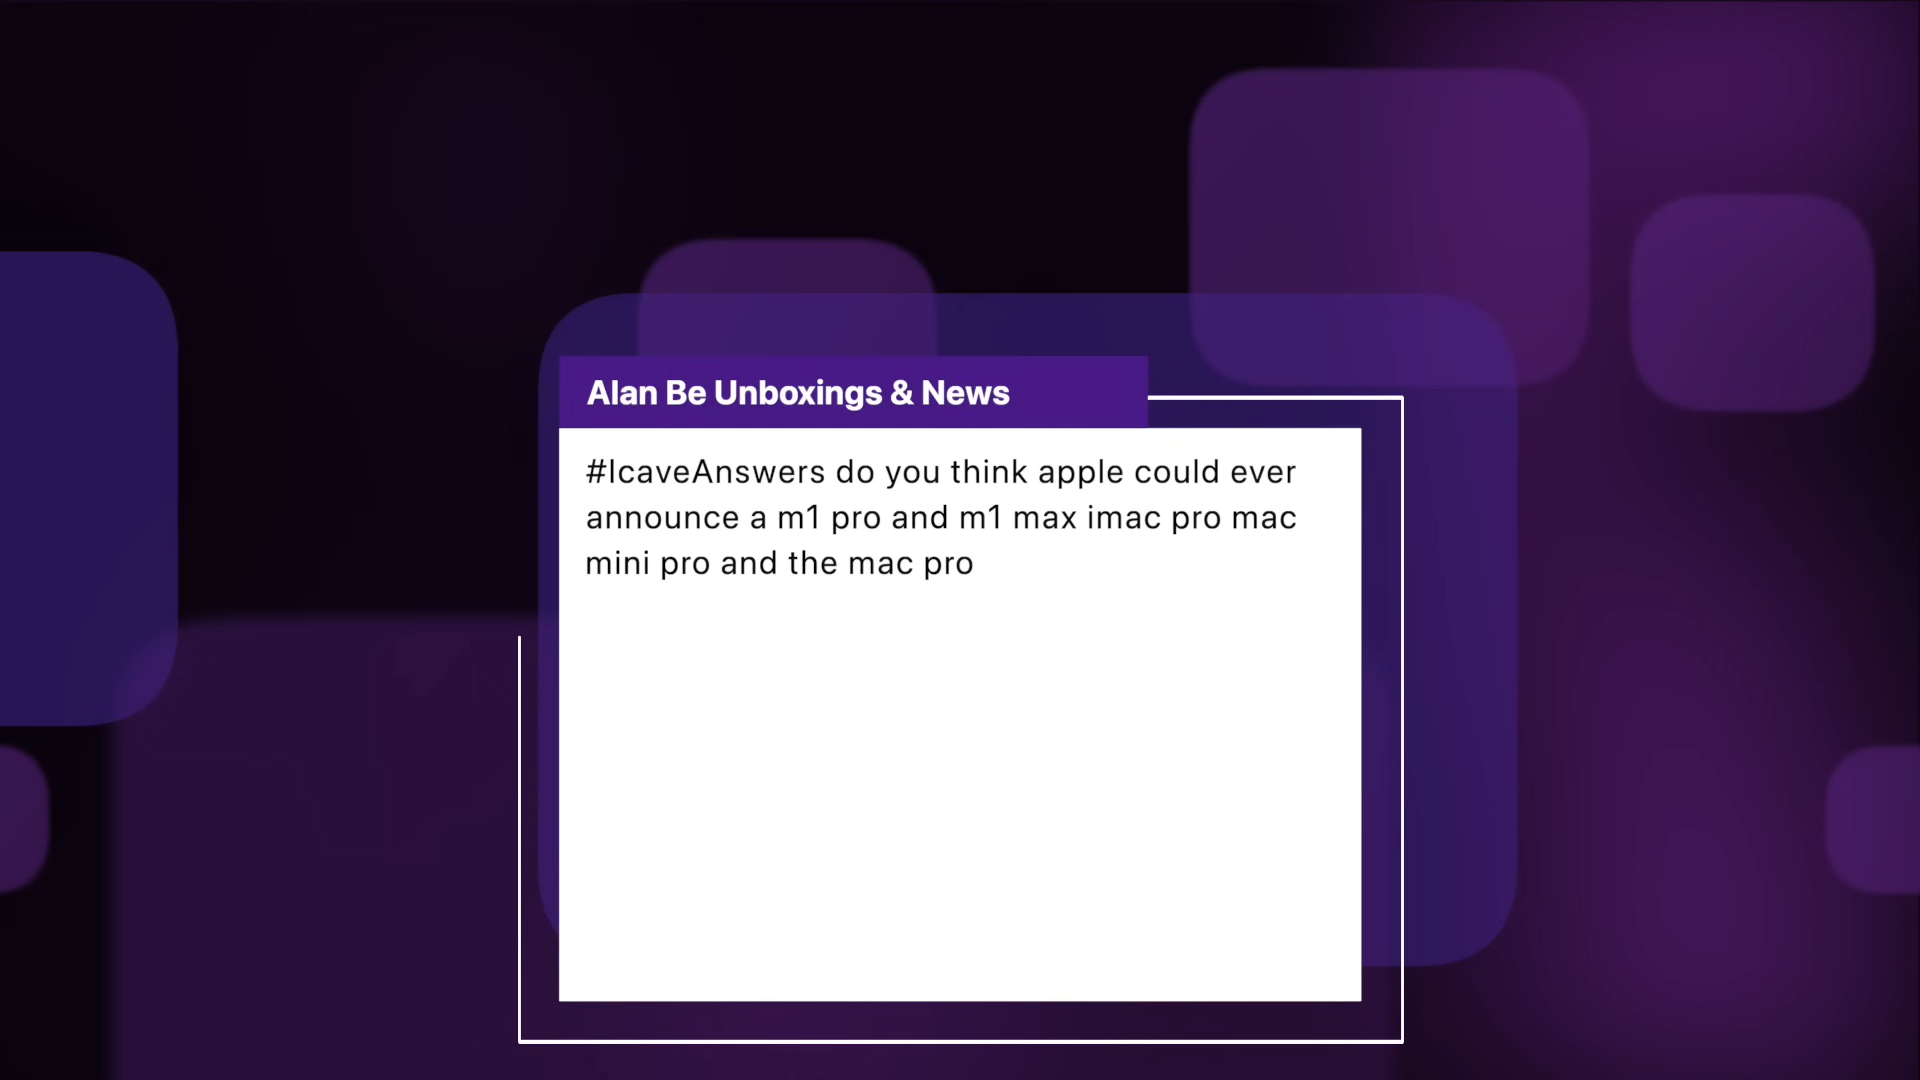 Alan Be Unboxings & News
#IcaveAnswers do you think apple could ever
announce a m1 pro and m1 max imac pro mac
mini pro and the mac pro